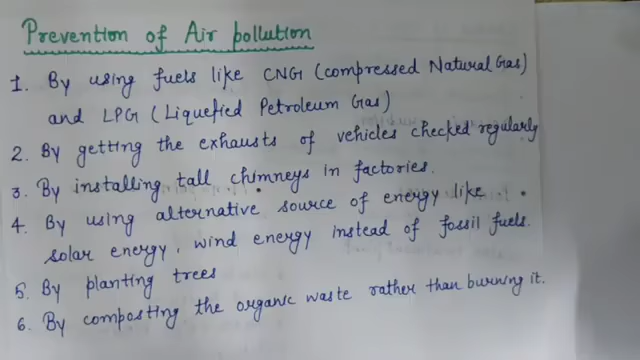 Prevention of Air pollution
1. By using fuels like CNG (compressed Natural Gas)
and LPG (Liquefied Petroleum Gas)
2. By getting the exhausts of vehicles checked regularly
3. By installing tall chimneys in factories.
4. By using alternative source of energy like
solar energy, wind energy instead of fossil fuels.
5. By planting trees
6. By composting the organic waste rather than burning it.